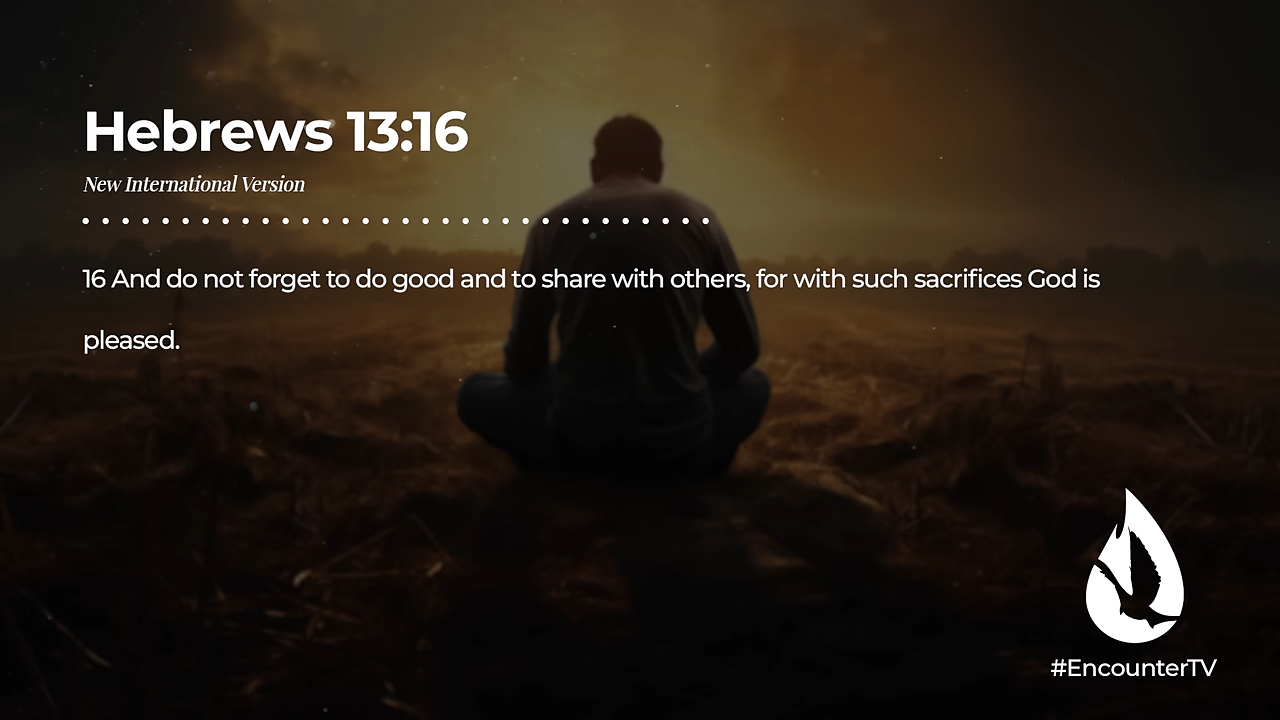 Hebrews 13:16
New International Version
16 And do not forget to do good and to share with others, for with such sacrifices God is
pleased.
#EncounterTV